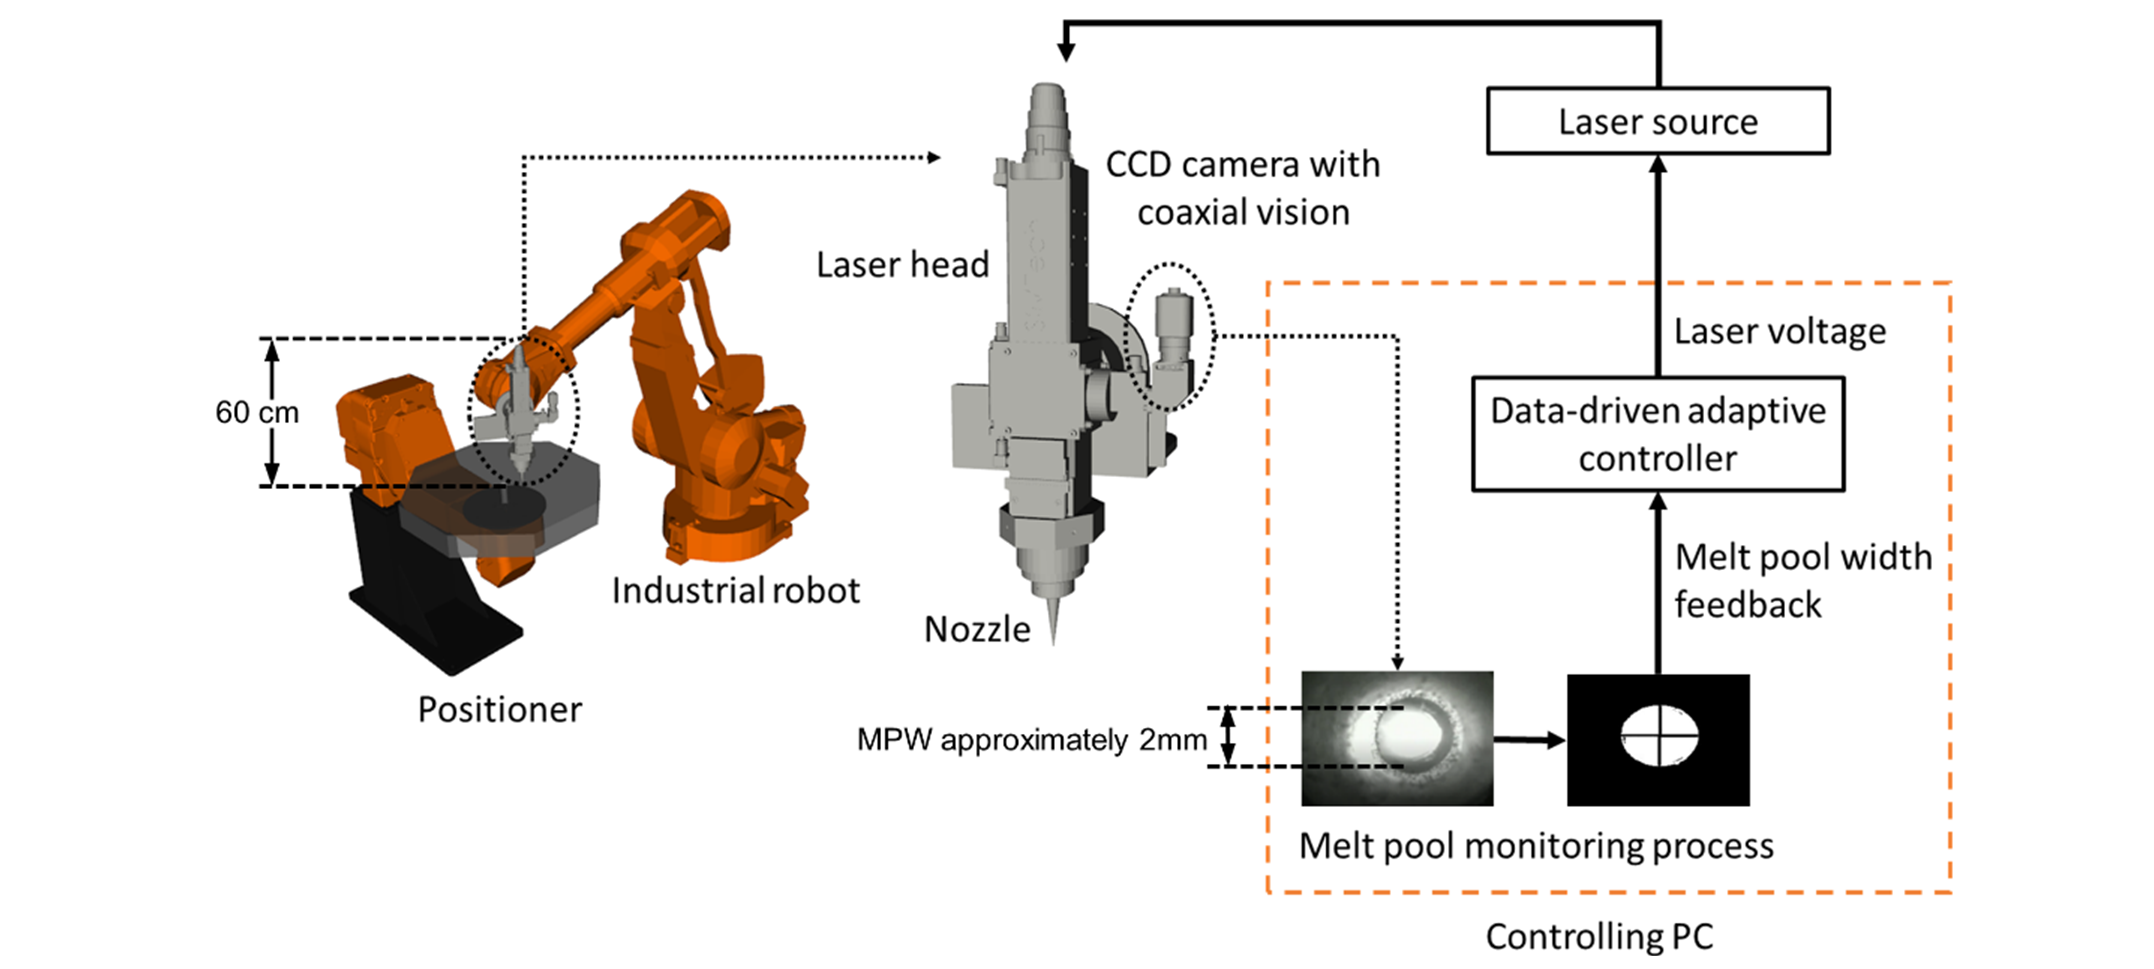 Laser source
CCD camera with
coaxial vision
Laser head
SIMTech
Laser voltage
60 cm
Data-driven adaptive
controller
Melt pool width
feedback
Industrial robot
Nozzle
Positioner
MPW approximately 2mm
Melt pool monitoring process
Controlling PC